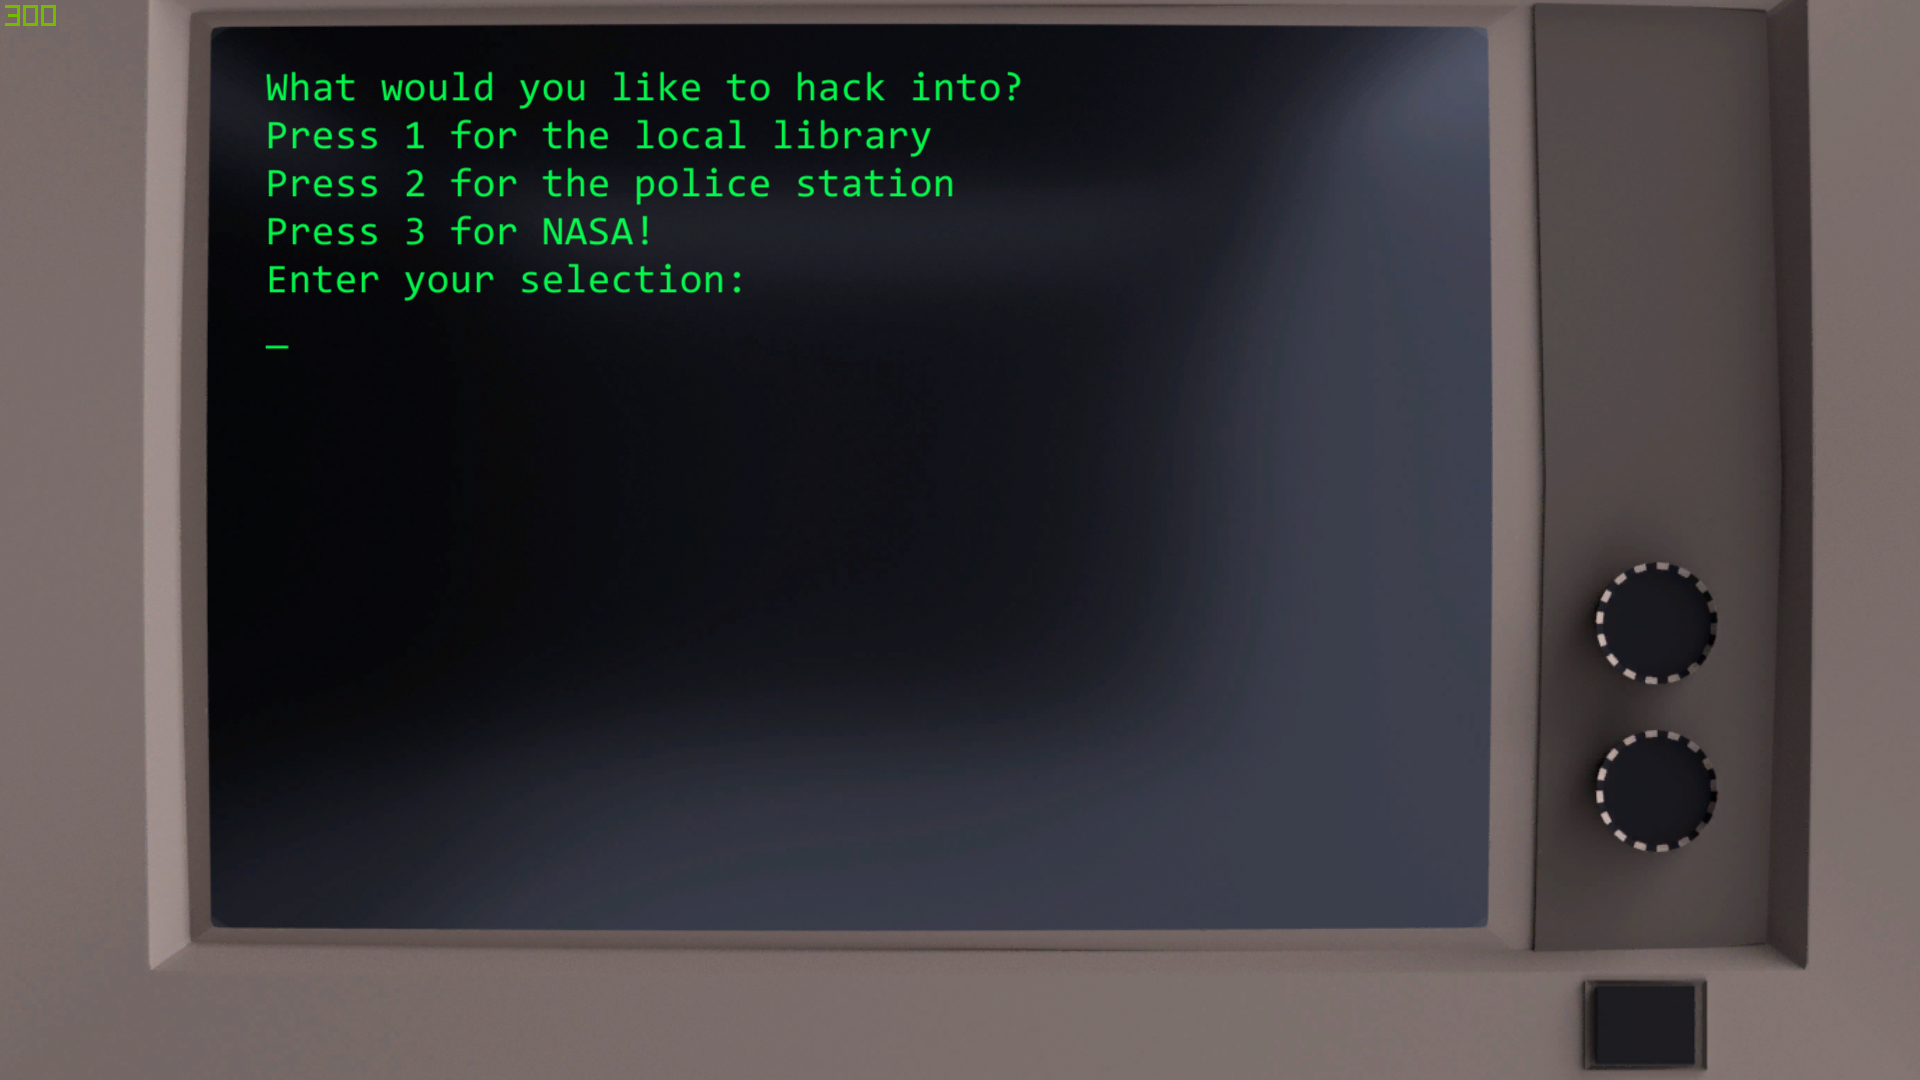 300
What would you like to hack into?
Press 1 for the local library
Press 2 for the police station
Press 3 for NASA!
Enter your selection:
_